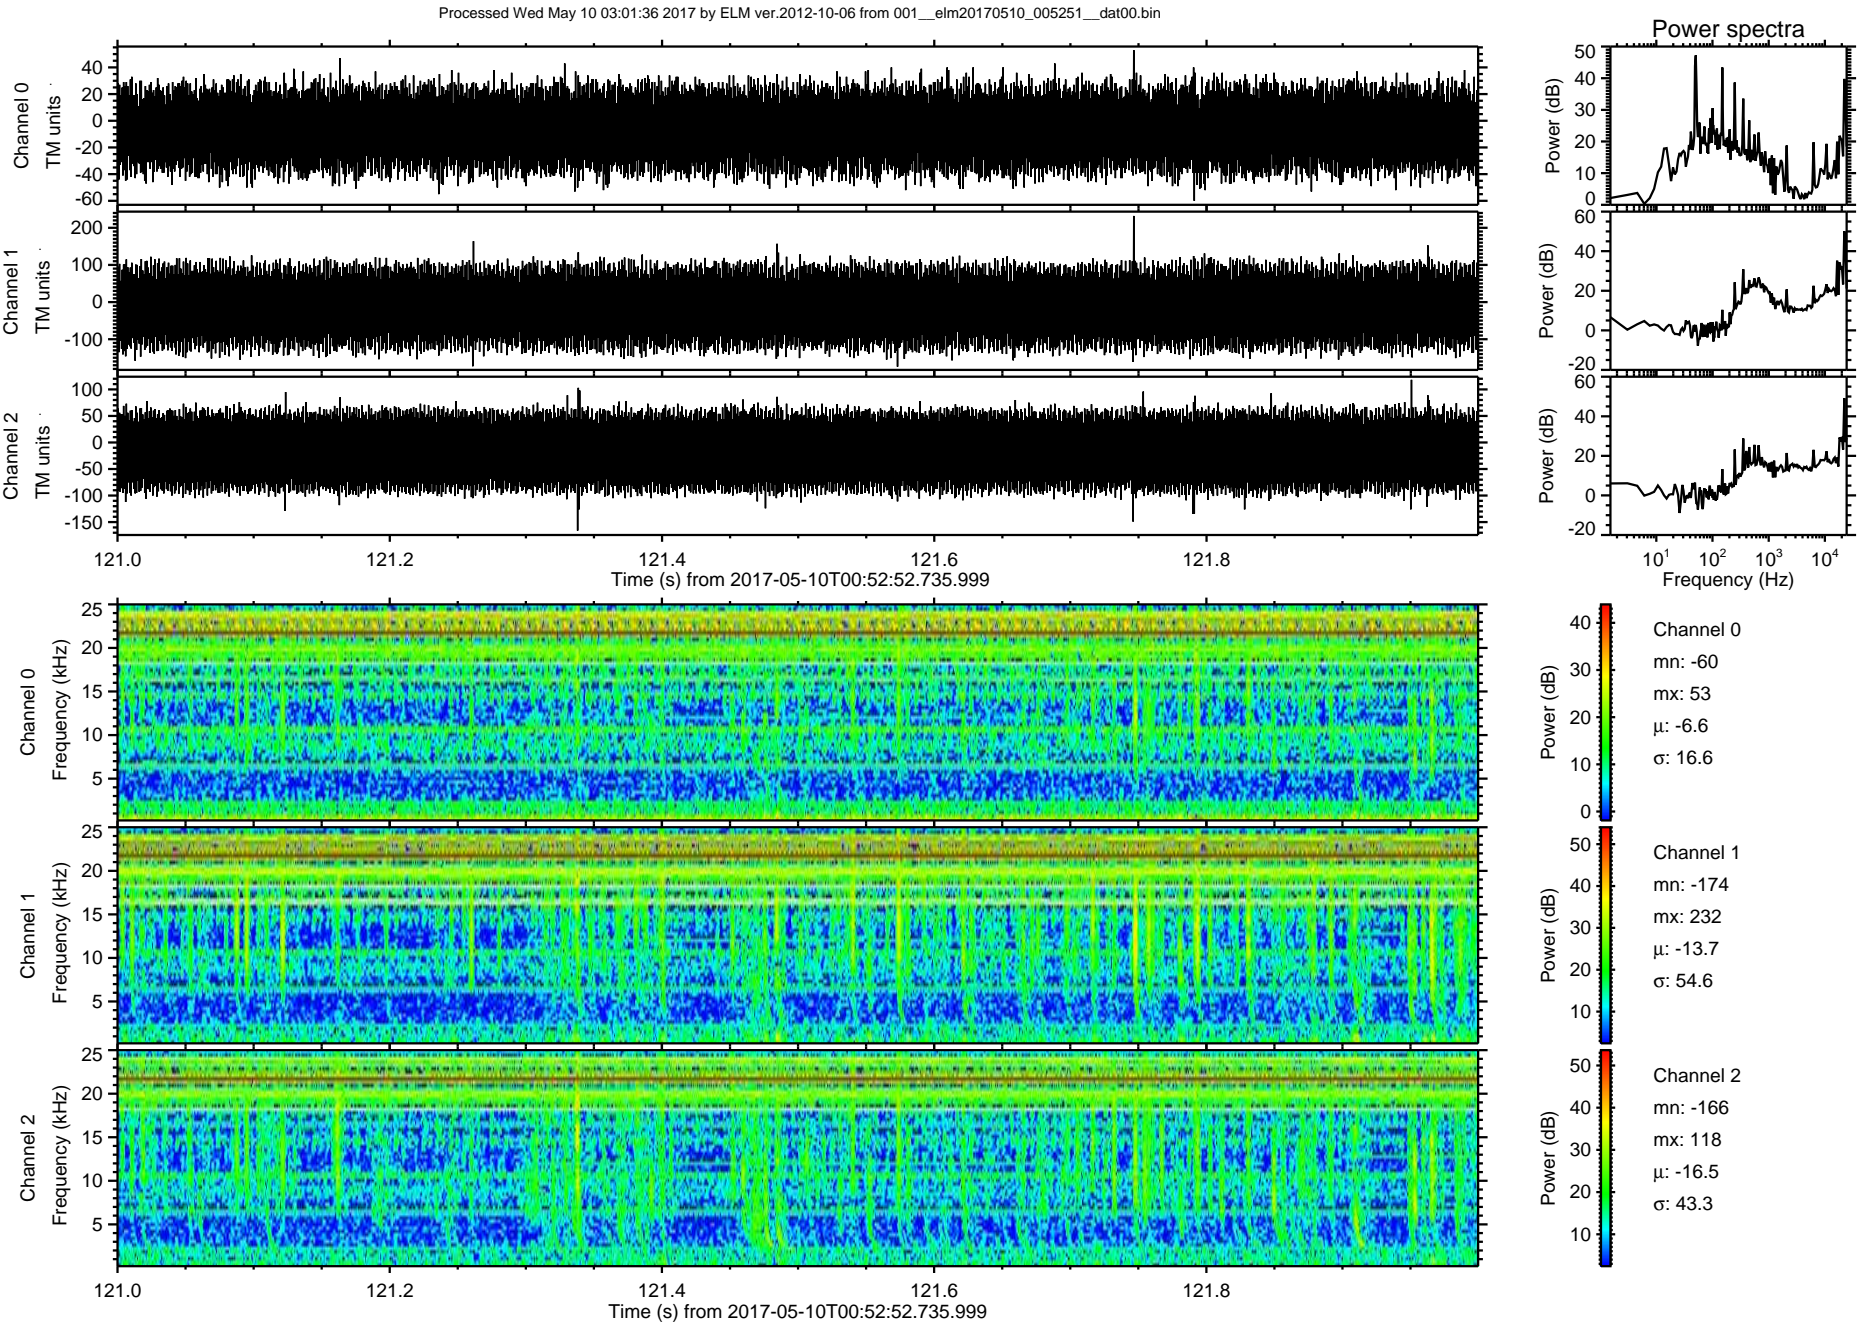 Processed Wed May 10 03:01:36 2017 by ELM ver.2012-10-06 from 001__elm20170510_005251__dat00.bin
Power spectra
Channel 0
TM units
40
20
0
-20
-40
-60
Power (dB)
50
40
30
20
10
0
Channel 1
TM units
200
100
0
-100
Power (dB)
60
40
20
0
-20
Channel 2
TM units
100
50
0
-50
-100
-150
Power (dB)
60
40
20
0
-20
121.0 121.2 121.4 121.6 121.8
Time (s) from 2017-05-10T00:52:52.735.999
10¹ 10² 10³ 10⁴
Frequency (Hz)
Channel 0
Frequency (kHz)
25
20
15
10
5
Power (dB)
40
30
20
10
0
Channel 0
mn: -60
mx: 53
μ: -6.6
σ: 16.6
Channel 1
Frequency (kHz)
25
20
15
10
5
Power (dB)
50
40
30
20
10
Channel 1
mn: -174
mx: 232
μ: -13.7
σ: 54.6
Channel 2
Frequency (kHz)
25
20
15
10
5
Power (dB)
50
40
30
20
10
Channel 2
mn: -166
mx: 118
μ: -16.5
σ: 43.3
121.0 121.2 121.4 121.6 121.8
Time (s) from 2017-05-10T00:52:52.735.999